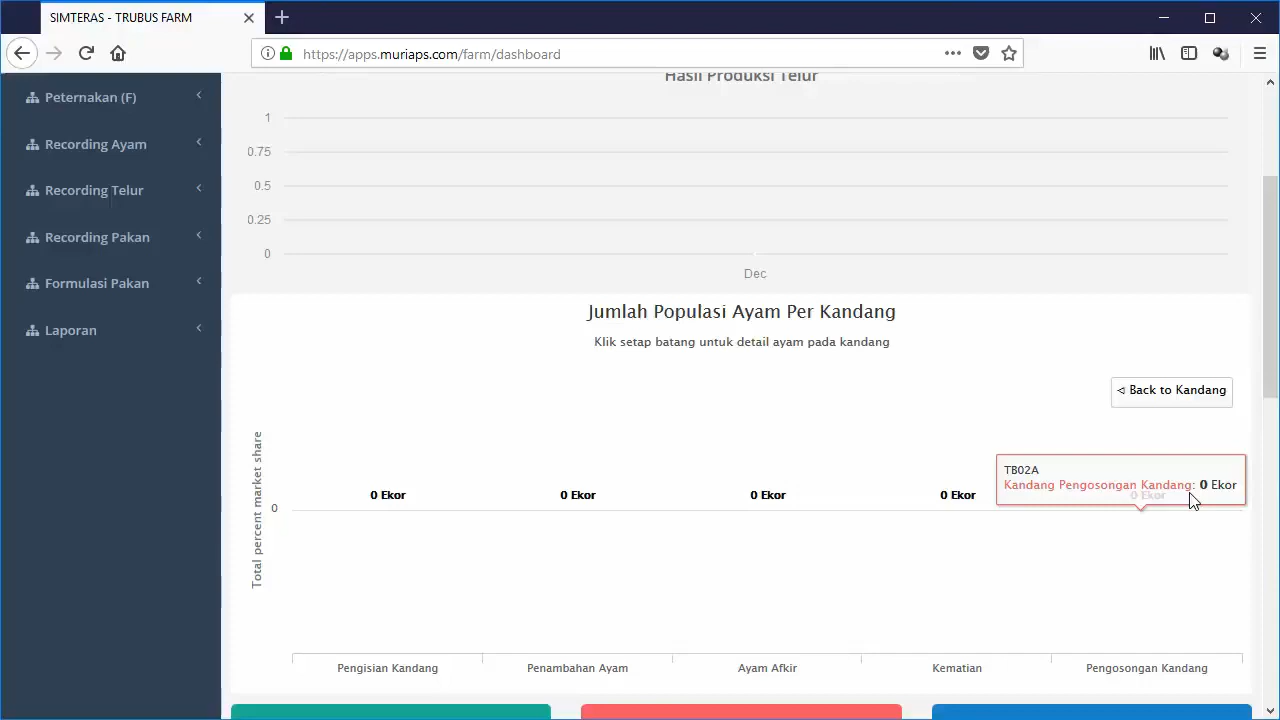 SIMTERAS - TRUBUS FARM
https://apps.muriaps.com/farm/dashboard
Peternakan (F)
Recording Ayam
Recording Telur
Recording Pakan
Formulasi Pakan
Laporan
Hasil Produksi Telur
1
0.75
0.5
0.25
0
Dec
Jumlah Populasi Ayam Per Kandang
Klik setap batang untuk detail ayam pada kandang
◅ Back to Kandang
Total percent market share
0
0 Ekor
0 Ekor
0 Ekor
0 Ekor
0 Ekor
TB02A
Kandang Pengosongan Kandang: 0 Ekor
Pengisian Kandang
Penambahan Ayam
Ayam Afkir
Kematian
Pengosongan Kandang